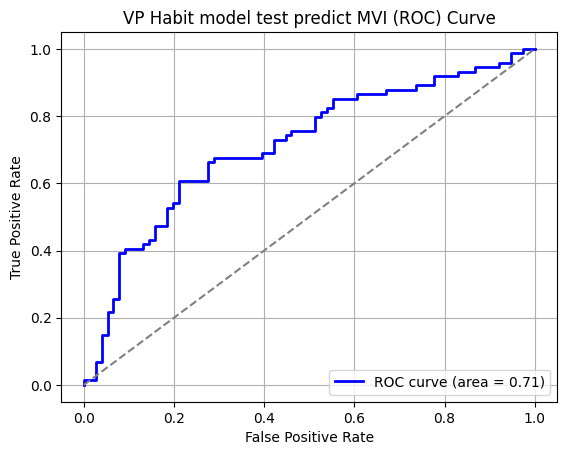 VP Habit model test predict MVI (ROC) Curve
True Positive Rate
1.0
0.8
0.6
0.4
0.2
0.0
ROC curve (area = 0.71)
0.0 0.2 0.4 0.6 0.8 1.0
False Positive Rate